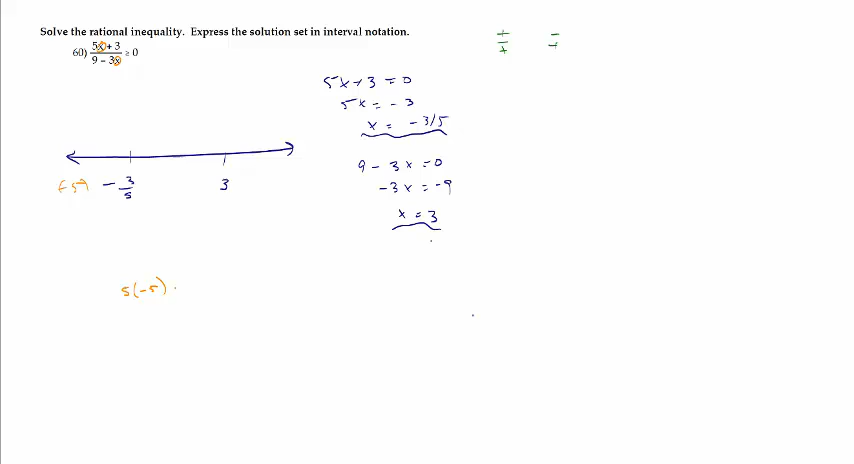 Solve the rational inequality. Express the solution set in interval notation.
60) (5x + 3)/(9 - 3x) ≥ 0
+/+ -/-
5x + 3 = 0
5x = - 3
x = - 3/5
9 - 3x = 0
-3x = -9
x = 3
- 3/5 3
5(-5)